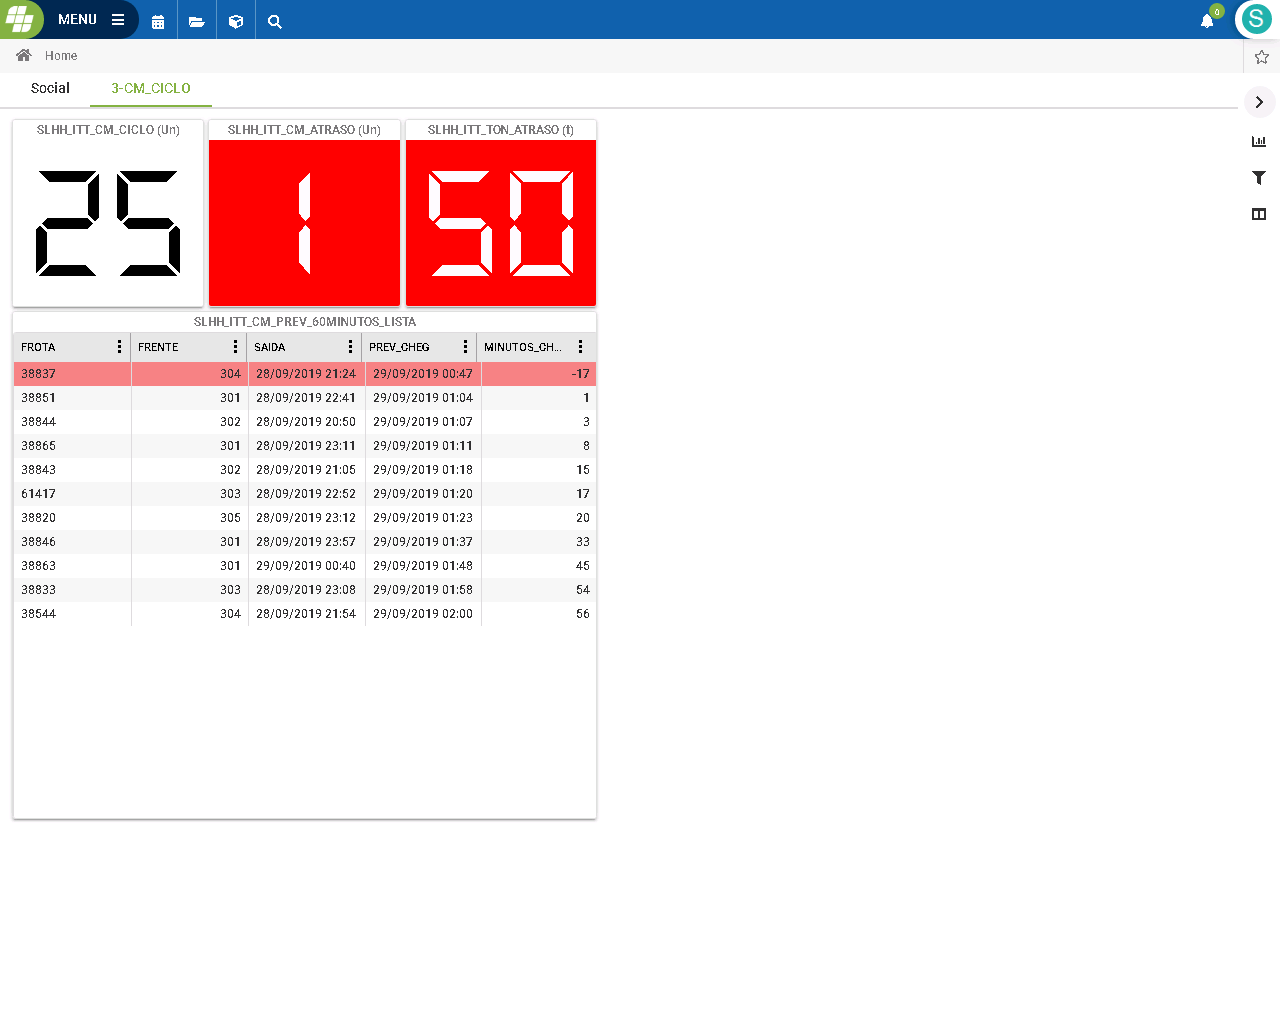 MENU
0
S
Home
Social 3-CM_CICLO
SLHH_ITT_CM_CICLO (Un) SLHH_ITT_CM_ATRASO (Un) SLHH_ITT_TON_ATRASO (t)
25 1 50
SLHH_ITT_CM_PREV_60MINUTOS_LISTA
FROTA FRENTE SAIDA PREV_CHEG MINUTOS_CH...
38837 304 28/09/2019 21:24 29/09/2019 00:47 -17
38851 301 28/09/2019 22:41 29/09/2019 01:04 1
38844 302 28/09/2019 20:50 29/09/2019 01:07 3
38865 301 28/09/2019 23:11 29/09/2019 01:11 8
38843 302 28/09/2019 21:05 29/09/2019 01:18 15
61417 303 28/09/2019 22:52 29/09/2019 01:20 17
38820 305 28/09/2019 23:12 29/09/2019 01:23 20
38846 301 28/09/2019 23:57 29/09/2019 01:37 33
38863 301 29/09/2019 00:40 29/09/2019 01:48 45
38833 303 28/09/2019 23:08 29/09/2019 01:58 54
38544 304 28/09/2019 21:54 29/09/2019 02:00 56